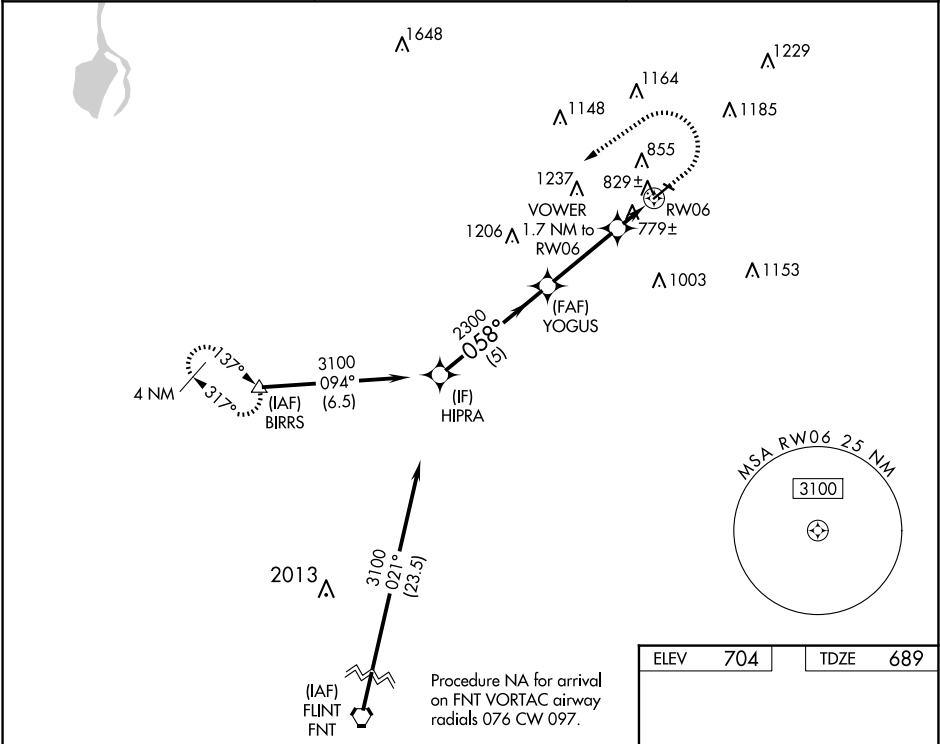 1648
1229
1164
1148
1185
855
1237
829±
VOWER
1.7 NM to
RW06
RW06
1206
779±
1003
1153
(FAF)
YOGUS
2300
058°
(5)
4 NM
137°
317°
3100
094°
(6.5)
(IAF)
BIRRS
(IF)
HIPRA
MSA RW06 25 NM
3100
2013
3100
021°
(23.5)
(IAF)
FLINT
FNT
Procedure NA for arrival
on FNT VORTAC airway
radials 076 CW 097.
ELEV 704
TDZE 689